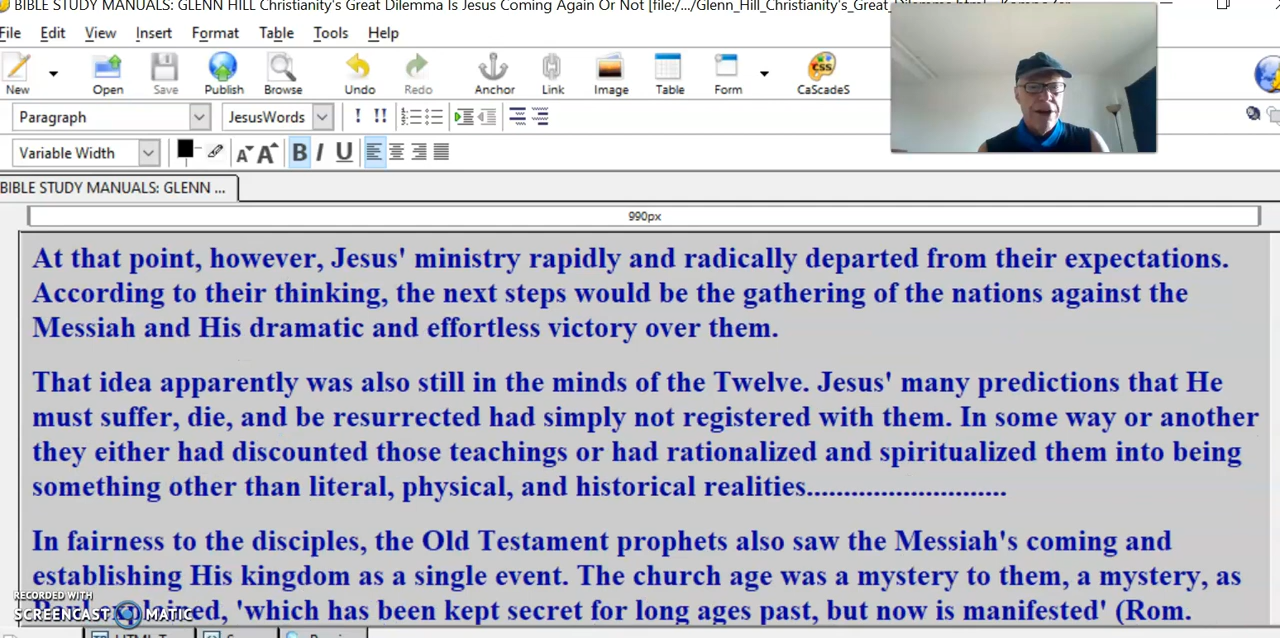 BIBLE STUDY MANUALS: GLENN HILL Christianity's Great Dilemma Is Jesus Coming Again Or Not [file:/.../Glenn_Hill_Christianity's_Great_
File Edit View Insert Format Table Tools Help
New Open Save Publish Browse Undo Redo Anchor Link Image Table Form CaScadeS
Paragraph JesusWords ! !!
Variable Width A A B I U
BIBLE STUDY MANUALS: GLENN ...
990px
At that point, however, Jesus' ministry rapidly and radically departed from their expectations.
According to their thinking, the next steps would be the gathering of the nations against the
Messiah and His dramatic and effortless victory over them.
That idea apparently was also still in the minds of the Twelve. Jesus' many predictions that He
must suffer, die, and be resurrected had simply not registered with them. In some way or another
they either had discounted those teachings or had rationalized and spiritualized them into being
something other than literal, physical, and historical realities...........................
In fairness to the disciples, the Old Testament prophets also saw the Messiah's coming and
establishing His kingdom as a single event. The church age was a mystery to them, a mystery, as
'which has been kept secret for long ages past, but now is manifested' (Rom.
RECORDED WITH
SCREENCAST MATIC